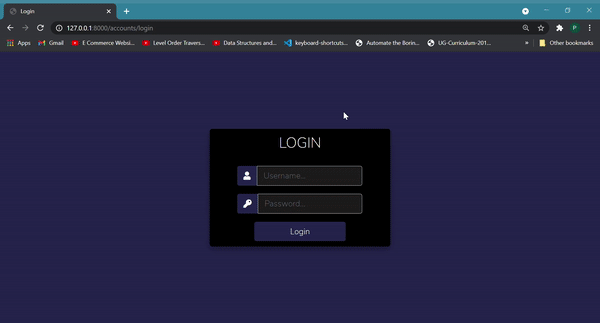 Login
127.0.0.1:8000/accounts/login
Apps Gmail E Commerce Websi... Level Order Travers... Data Structures and... keyboard-shortcuts... Automate the Borin... UG-Curriculum-201... » Other bookmarks
P
LOGIN
Username...
Password...
Login